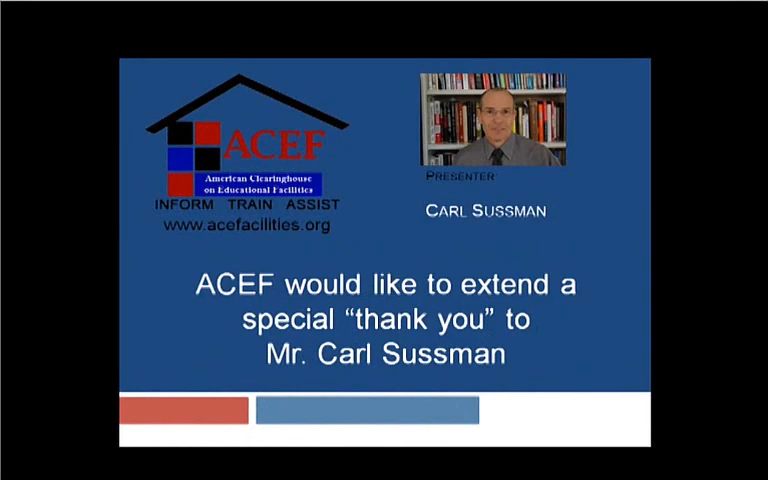 ACEF
American Clearinghouse
on Educational Facilities
INFORM TRAIN ASSIST
www.acefacilities.org
PRESENTER:
CARL SUSSMAN
ACEF would like to extend a
special “thank you” to
Mr. Carl Sussman